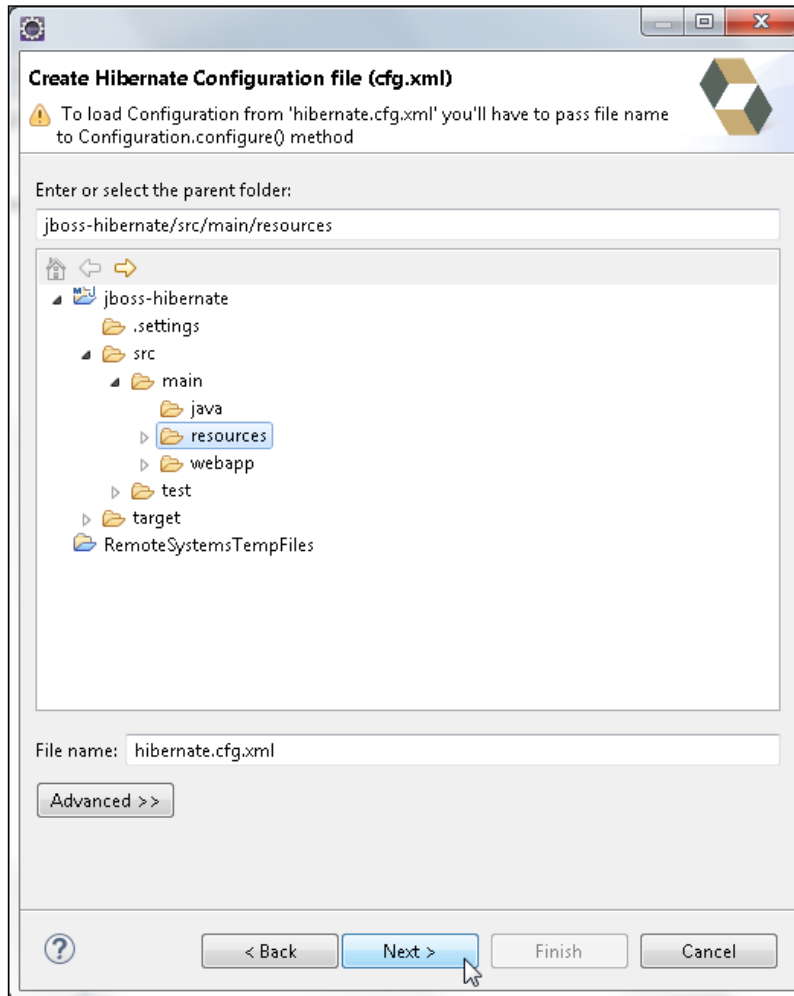 Create Hibernate Configuration file (cfg.xml)
To load Configuration from 'hibernate.cfg.xml' you'll have to pass file name
to Configuration.configure() method
Enter or select the parent folder:
jboss-hibernate/src/main/resources
jboss-hibernate
.settings
src
main
java
resources
webapp
test
target
RemoteSystemsTempFiles
File name: hibernate.cfg.xml
Advanced >>
< Back Next > Finish Cancel